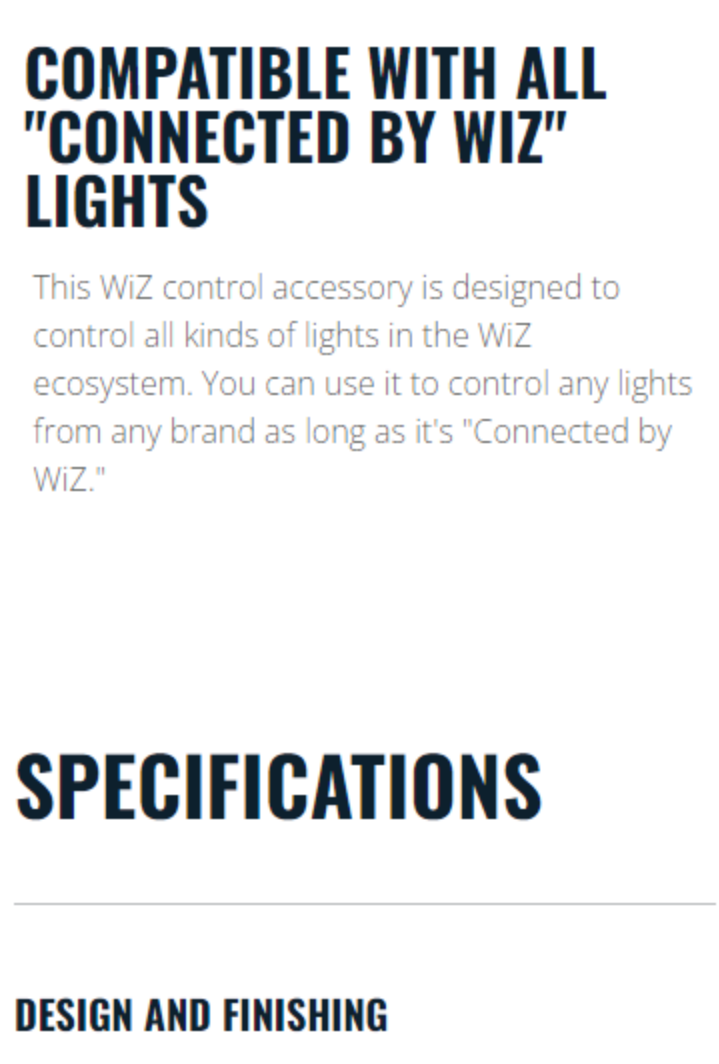 COMPATIBLE WITH ALL
"CONNECTED BY WIZ"
LIGHTS
This WiZ control accessory is designed to
control all kinds of lights in the WiZ
ecosystem. You can use it to control any lights
from any brand as long as it's "Connected by
WiZ."
SPECIFICATIONS
DESIGN AND FINISHING